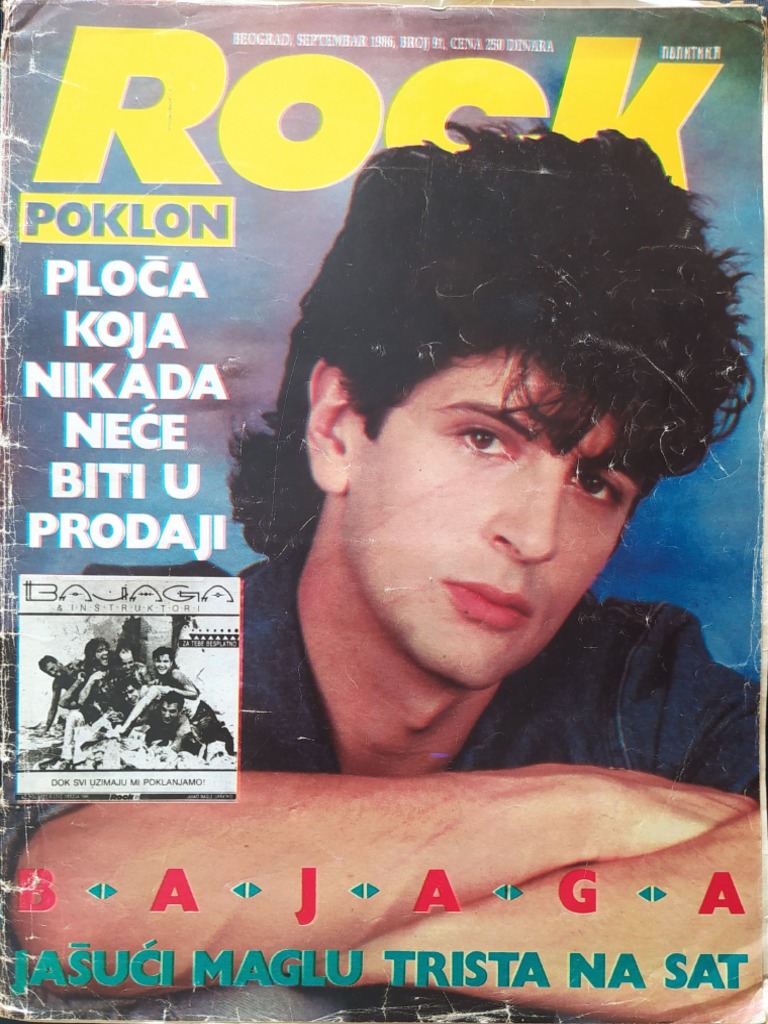 BEOGRAD, SEPTEMBAR 1986, BROJ 91, CENA 250 DINARA
ROCK
ПОЛИТИКА
POKLON
PLOČA
KOJA
NIKADA
NEĆE
BITI U
PRODAJI
BAJAGA
& INSTRUKTORI
ZA TEBE BESPLATNO
DOK SVI UZIMAJU MI POKLANJAMO!
Rock
B A J A G A
JAŠUĆI MAGLU TRISTA NA SAT